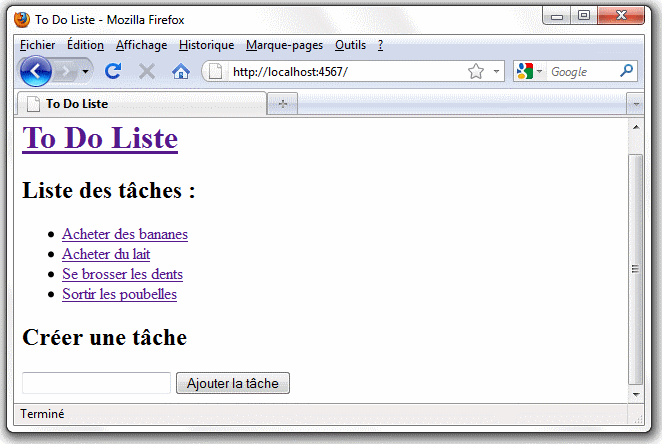 To Do Liste - Mozilla Firefox
Fichier Édition Affichage Historique Marque-pages Outils ?
http://localhost:4567/ Google
To Do Liste
To Do Liste
Liste des tâches :
Acheter des bananes
Acheter du lait
Se brosser les dents
Sortir les poubelles
Créer une tâche
Ajouter la tâche
Terminé